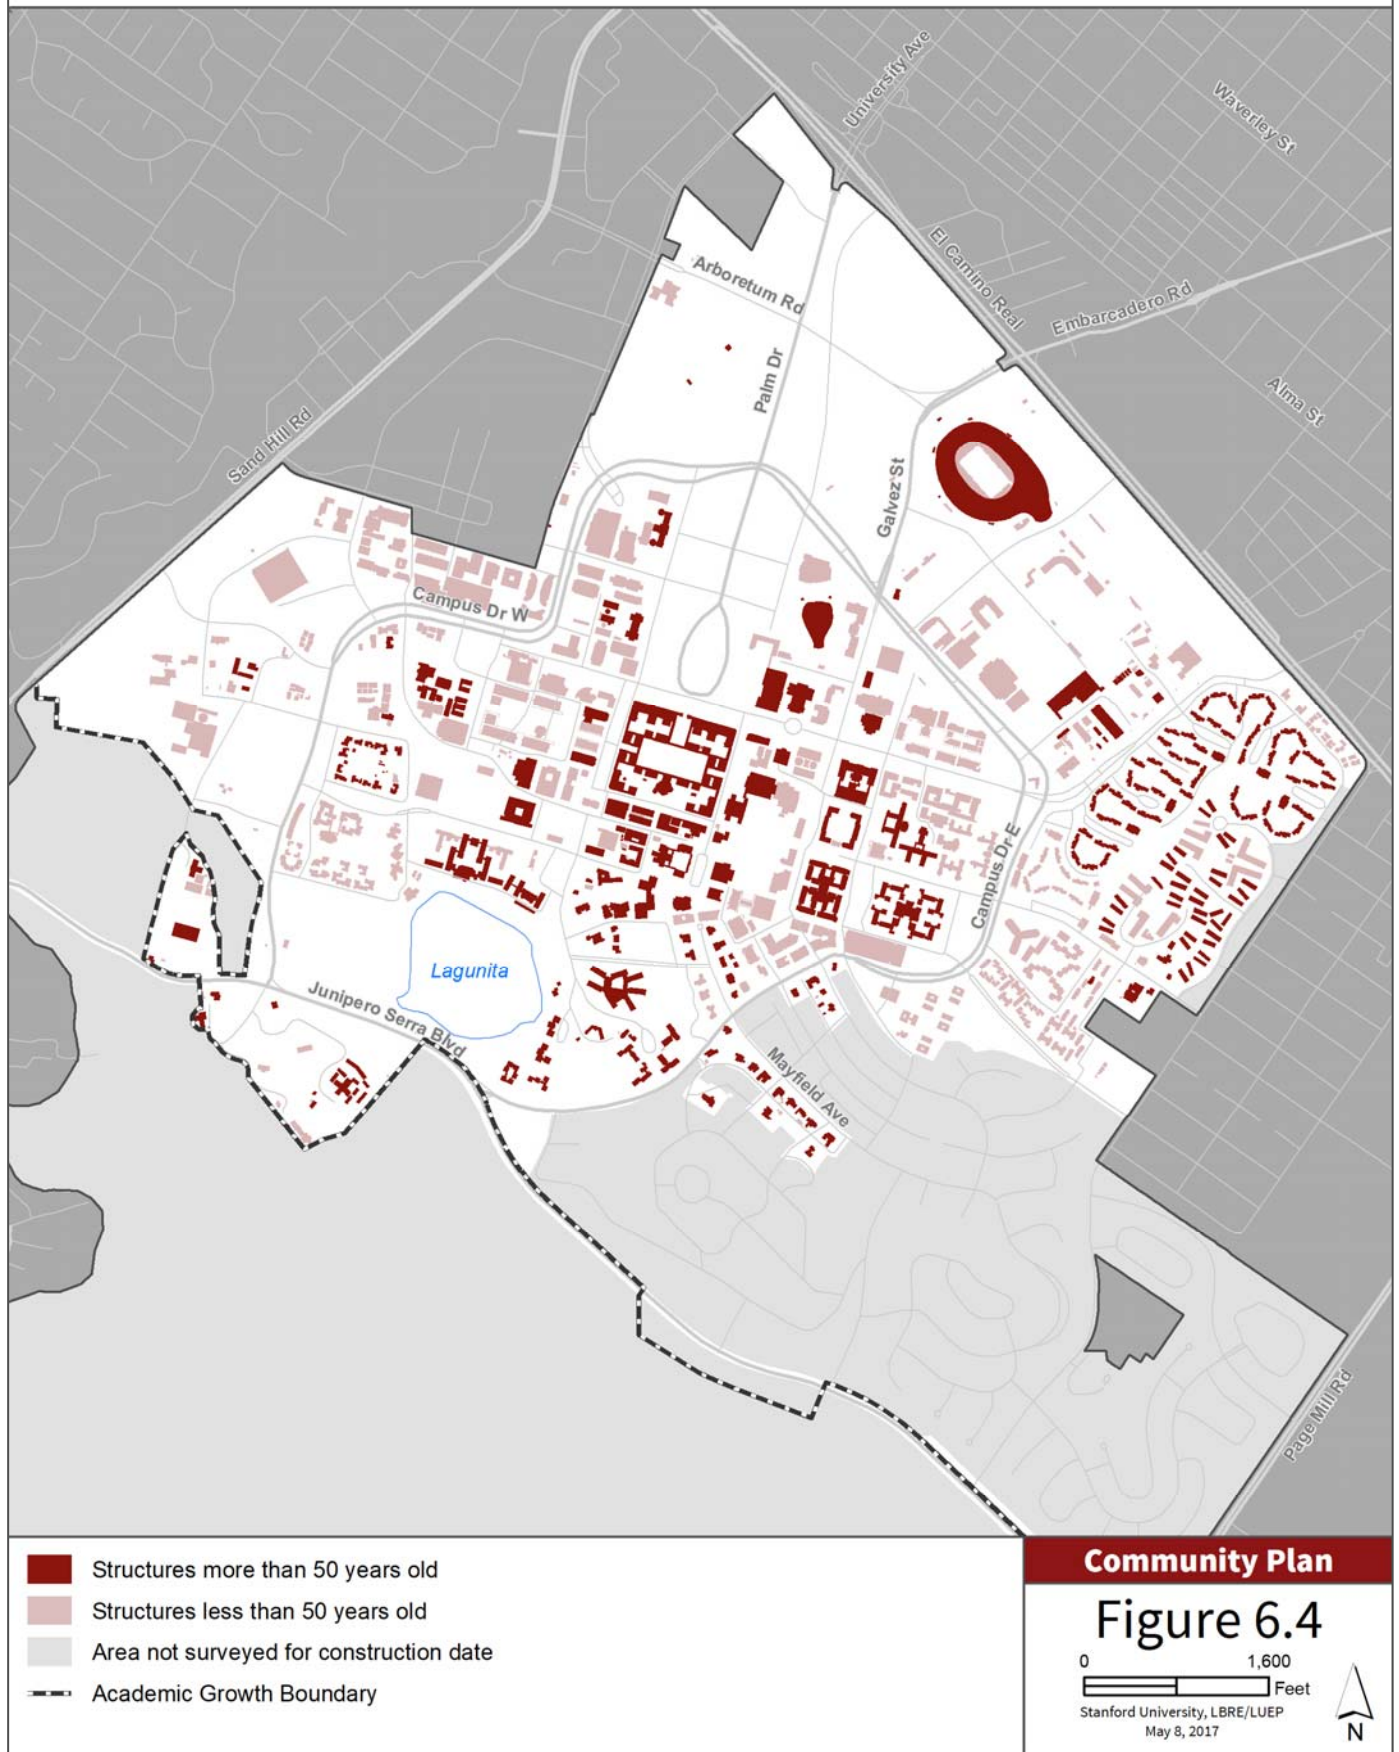 University Ave
Waverley St
El Camino Real
Arboretum Rd
Embarcadero Rd
Palm Dr
Alma St
Sand Hill Rd
Galvez St
Campus Dr W
Campus Dr E
Lagunita
Junipero Serra Blvd
Mayfield Ave
Page Mill Rd
Structures more than 50 years old
Structures less than 50 years old
Area not surveyed for construction date
Academic Growth Boundary
Community Plan
Figure 6.4
0 1,600
Feet
Stanford University, LBRE/LUEP
May 8, 2017
N